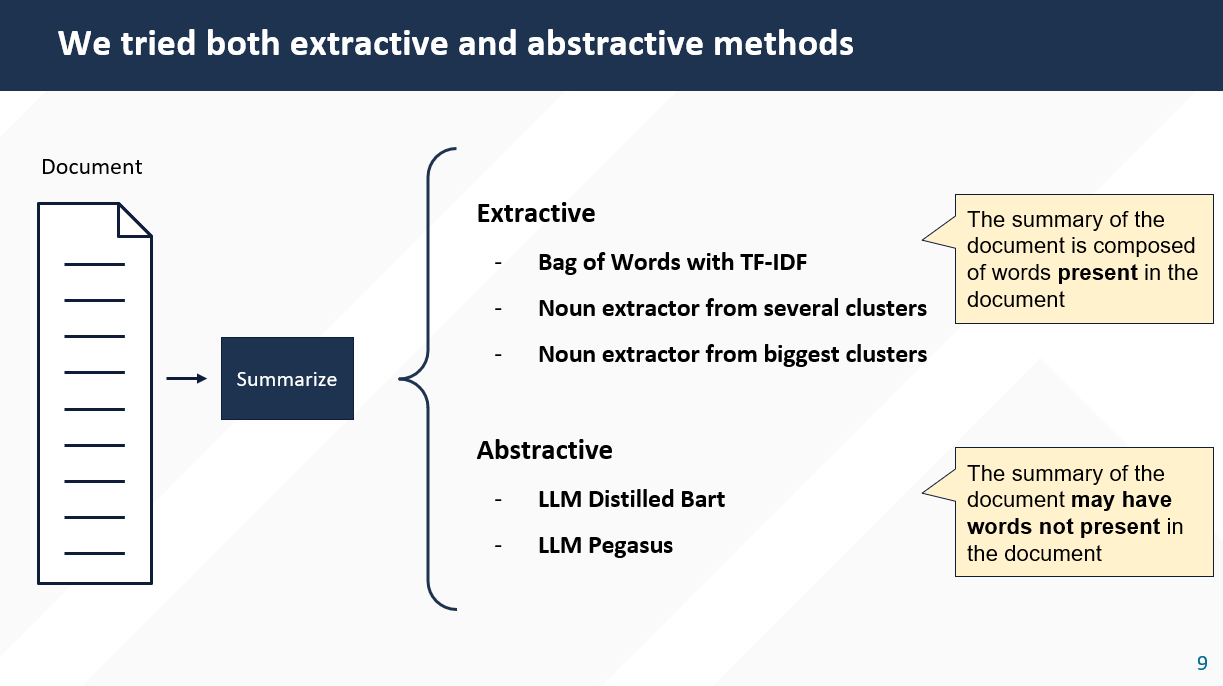 We tried both extractive and abstractive methods
Document
Summarize
Extractive
- Bag of Words with TF-IDF
- Noun extractor from several clusters
- Noun extractor from biggest clusters
The summary of the
document is composed
of words present in the
document
Abstractive
- LLM Distilled Bart
- LLM Pegasus
The summary of the
document may have
words not present in
the document
9